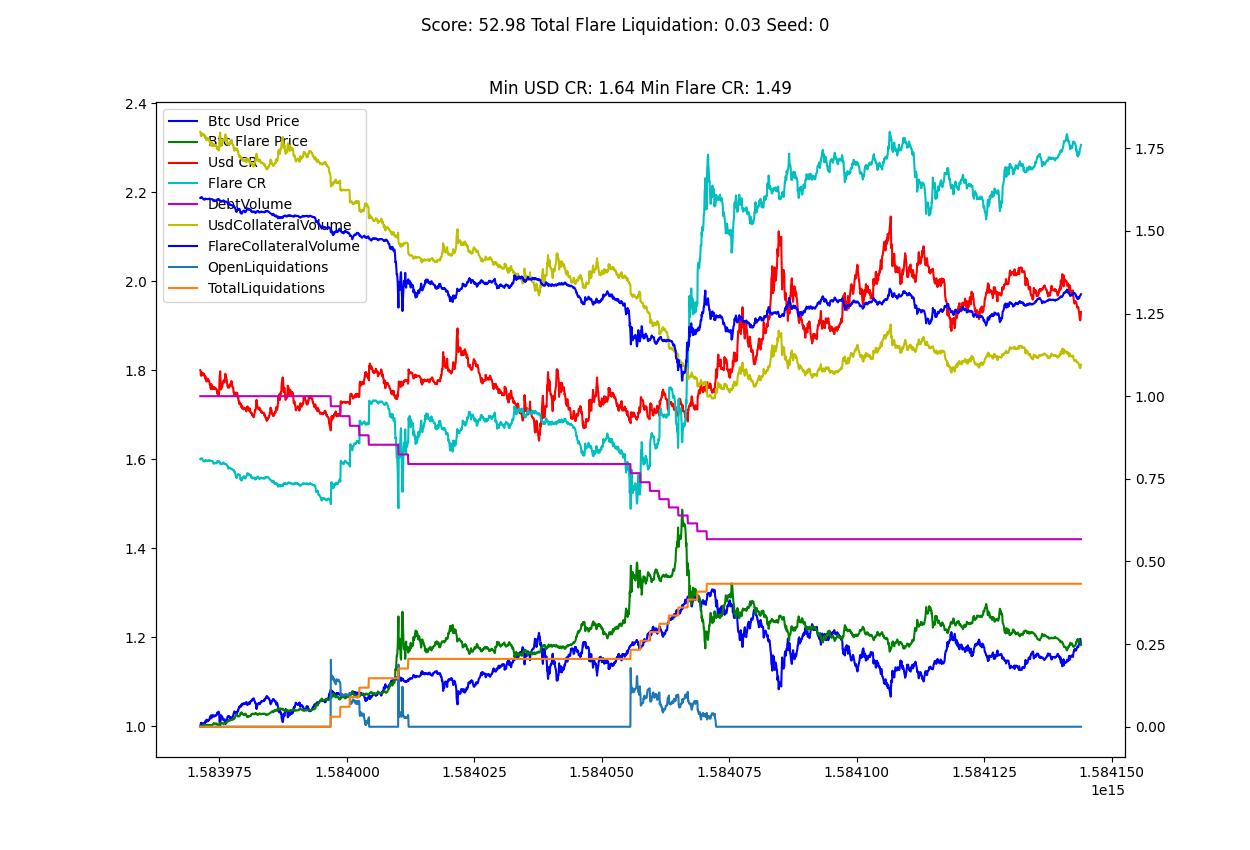 Score: 52.98 Total Flare Liquidation: 0.03 Seed: 0
Min USD CR: 1.64 Min Flare CR: 1.49
Btc Usd Price
Btc Flare Price
Usd CR
Flare CR
DebtVolume
UsdCollateralVolume
FlareCollateralVolume
OpenLiquidations
TotalLiquidations
2.4
2.2
2.0
1.8
1.6
1.4
1.2
1.0
1.75
1.50
1.25
1.00
0.75
0.50
0.25
0.00
1.583975 1.584000 1.584025 1.584050 1.584075 1.584100 1.584125 1.584150
1e15